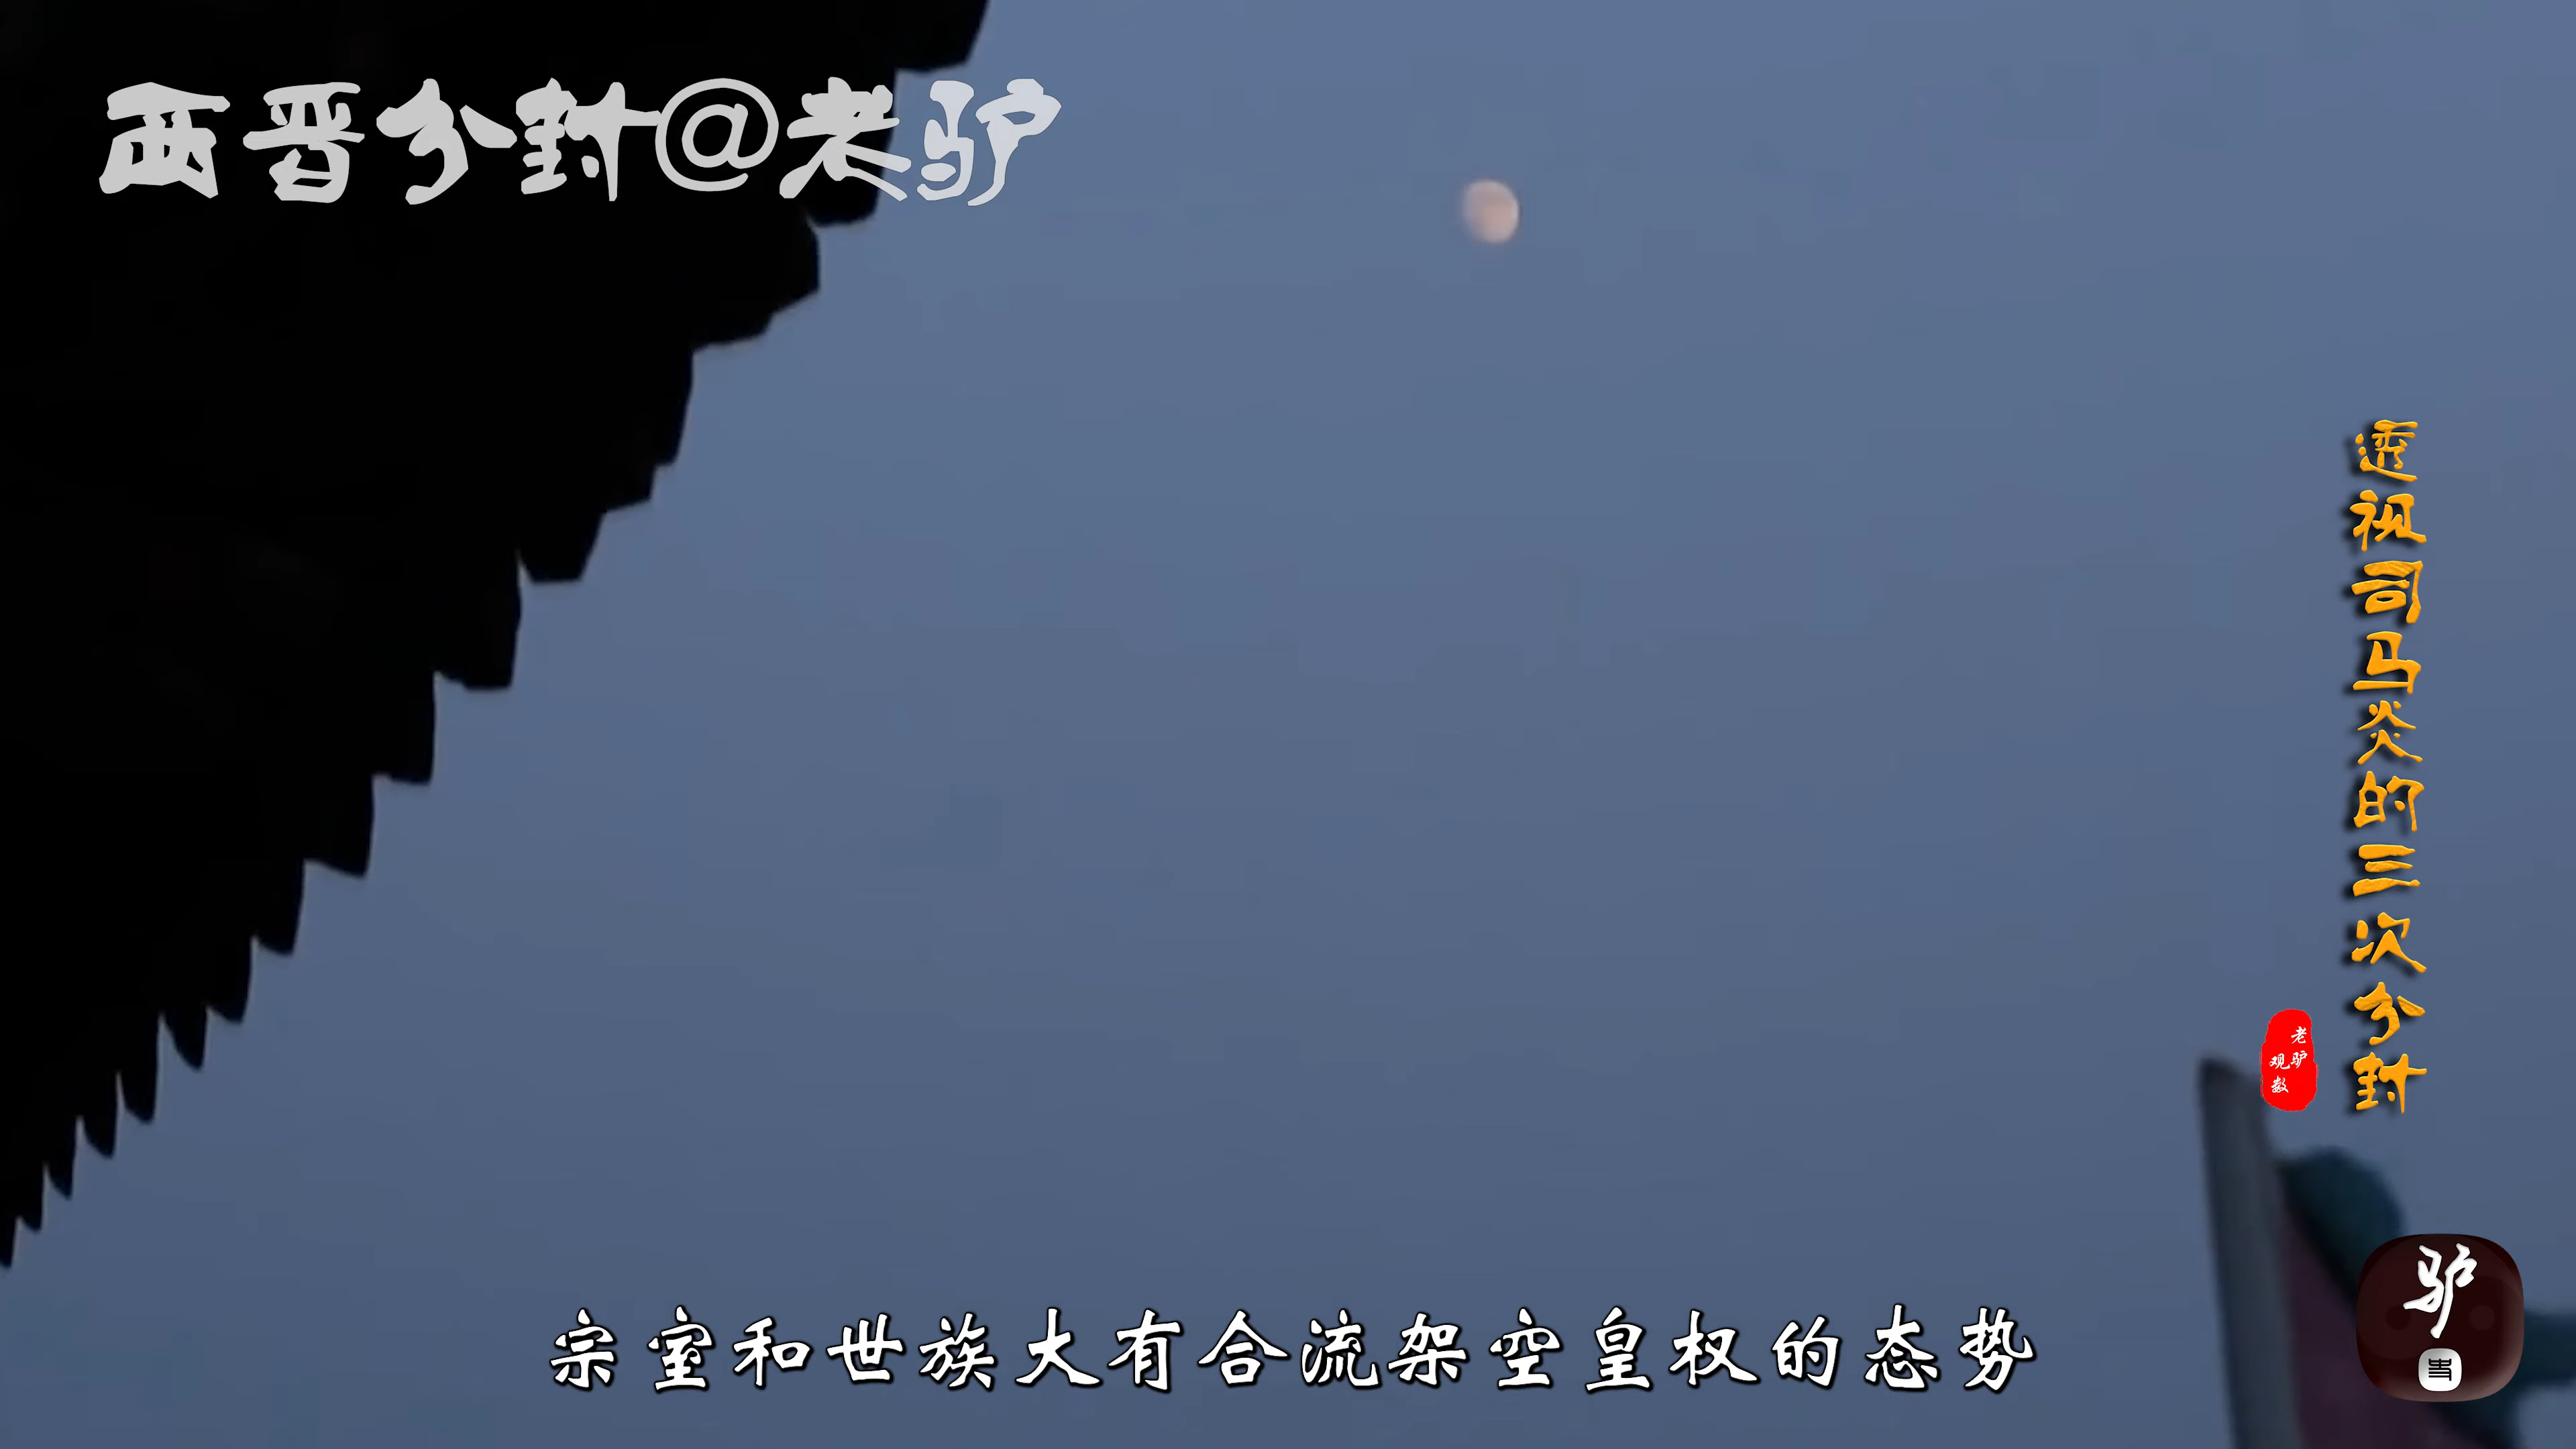 两晋分封@老驴
透视司马炎的三次分封
老驴
观数
驴
宗室和世族大有合流架空皇权的态势